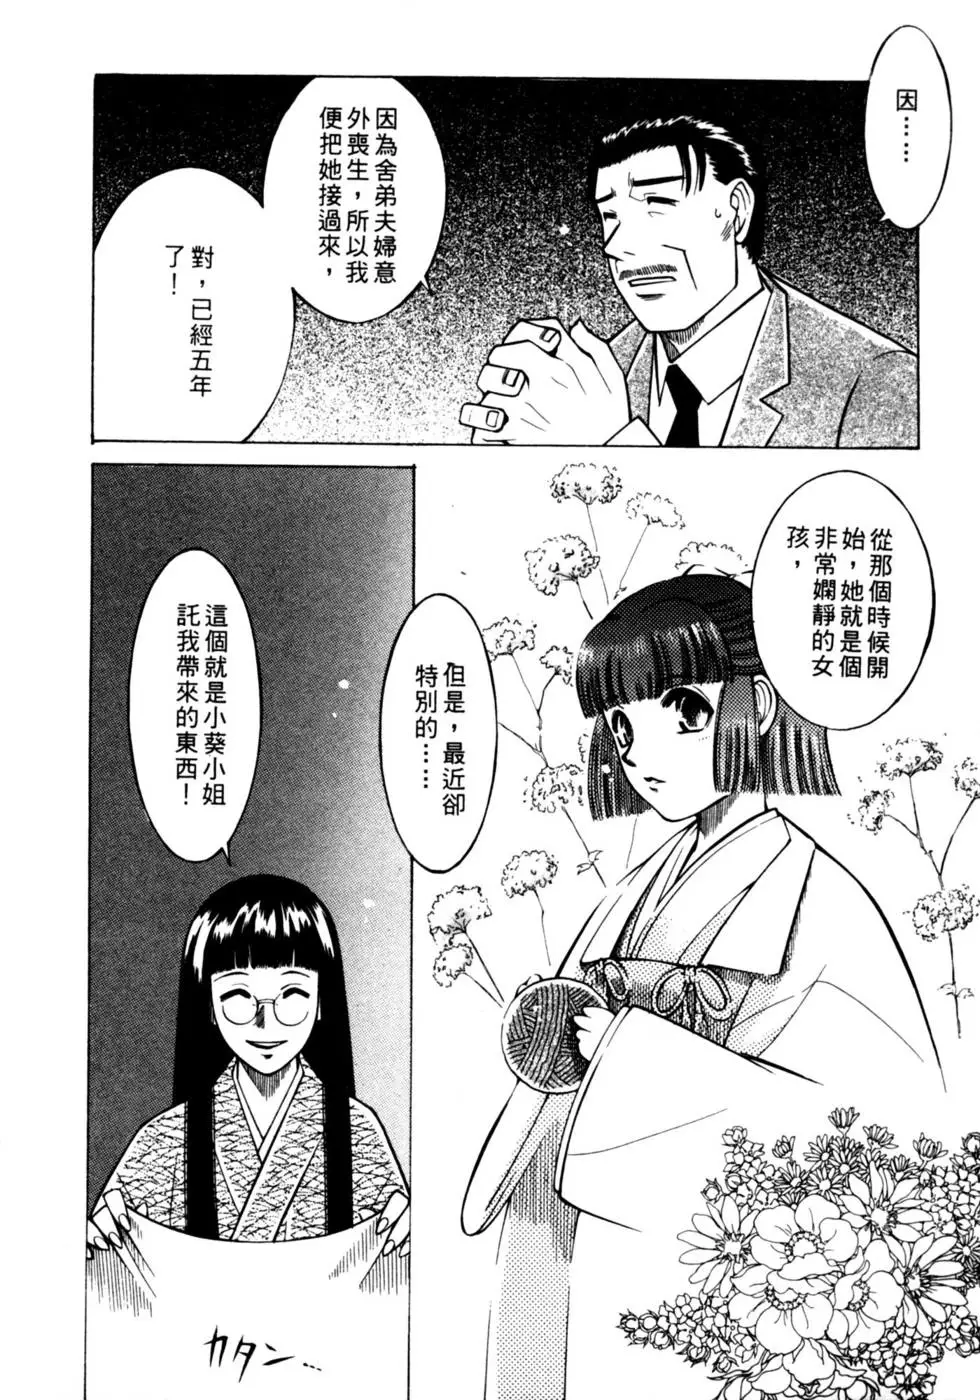 因……
因為舍弟夫婦意
外喪生，所以我
便把她接過來，
對，已經五年
了！
從那個時候開
始，她就是個
非常嫻靜的女
孩，
但是，最近卻
特別的……
這個就是小葵小姐
託我帶來的東西！
カタン…